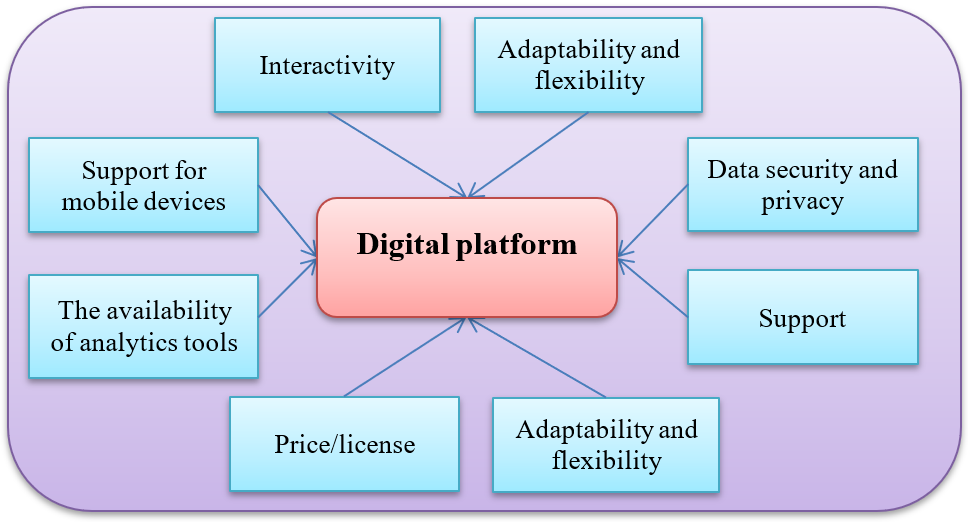 Interactivity
Adaptability and
flexibility
Support for
mobile devices
Data security and
privacy
Digital platform
The availability
of analytics tools
Support
Price/license
Adaptability and
flexibility